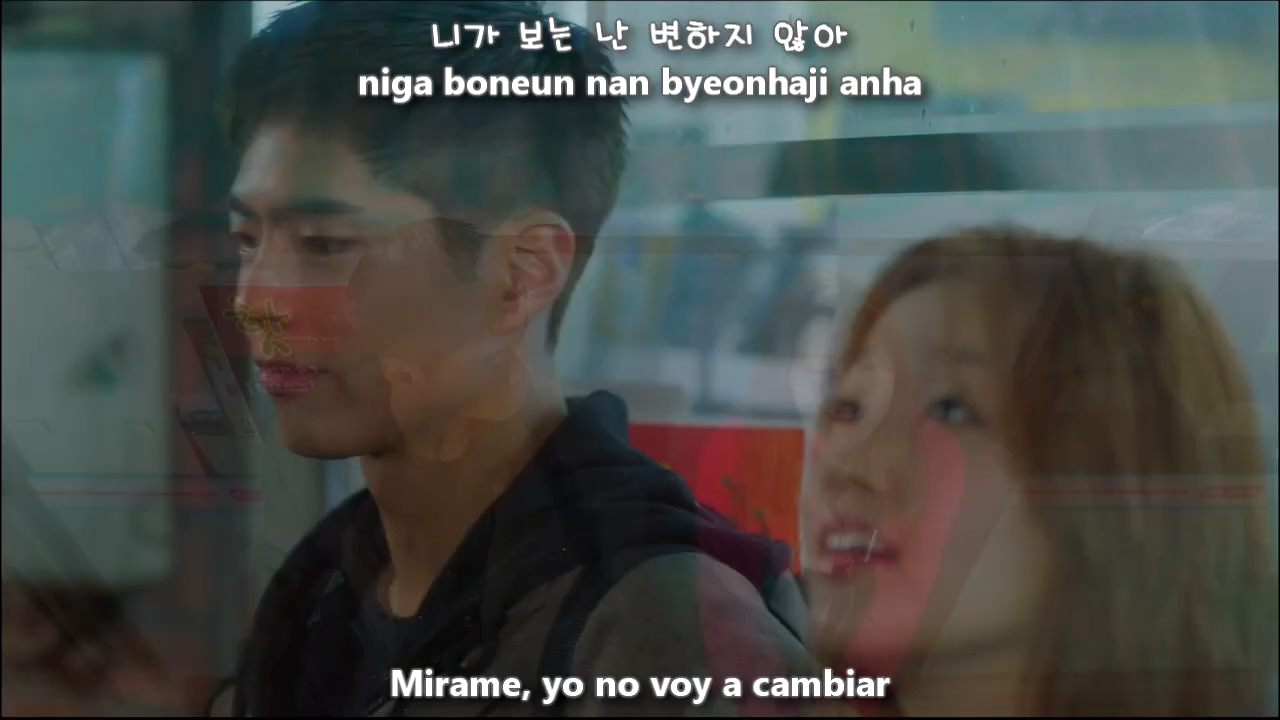 니가 보는 난 변하지 않아
niga boneun nan byeonhaji anha
Mirame, yo no voy a cambiar